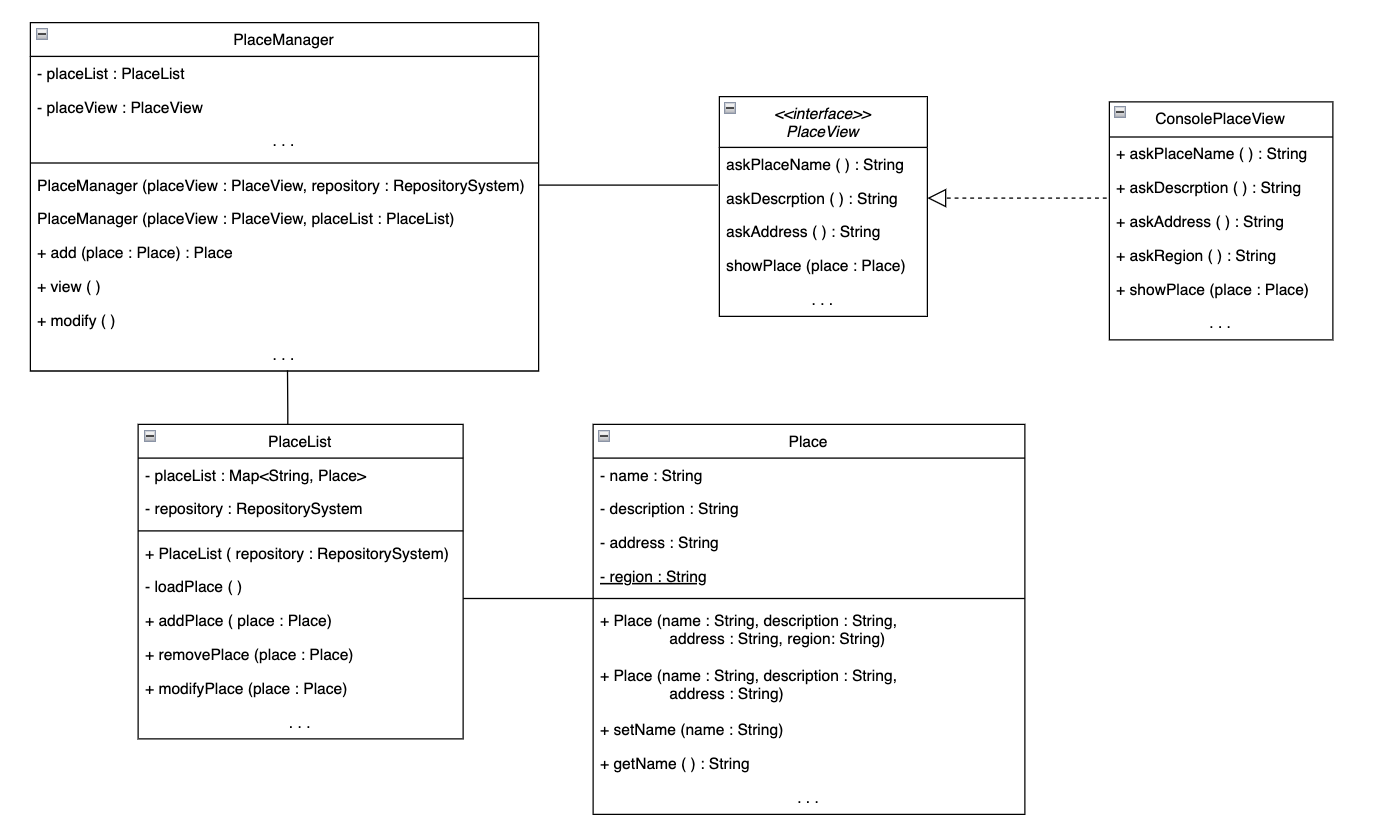 PlaceManager
- placeList : PlaceList
- placeView : PlaceView
. . .
PlaceManager (placeView : PlaceView, repository : RepositorySystem)
PlaceManager (placeView : PlaceView, placeList : PlaceList)
+ add (place : Place) : Place
+ view ( )
+ modify ( )
. . .
<<interface>>
PlaceView
askPlaceName ( ) : String
askDescrption ( ) : String
askAddress ( ) : String
showPlace (place : Place)
. . .
ConsolePlaceView
+ askPlaceName ( ) : String
+ askDescrption ( ) : String
+ askAddress ( ) : String
+ askRegion ( ) : String
+ showPlace (place : Place)
. . .
PlaceList
- placeList : Map<String, Place>
- repository : RepositorySystem
+ PlaceList ( repository : RepositorySystem)
- loadPlace ( )
+ addPlace ( place : Place)
+ removePlace (place : Place)
+ modifyPlace (place : Place)
. . .
Place
- name : String
- description : String
- address : String
- region : String
+ Place (name : String, description : String,
address : String, region: String)
+ Place (name : String, description : String,
address : String)
+ setName (name : String)
+ getName ( ) : String
. . .